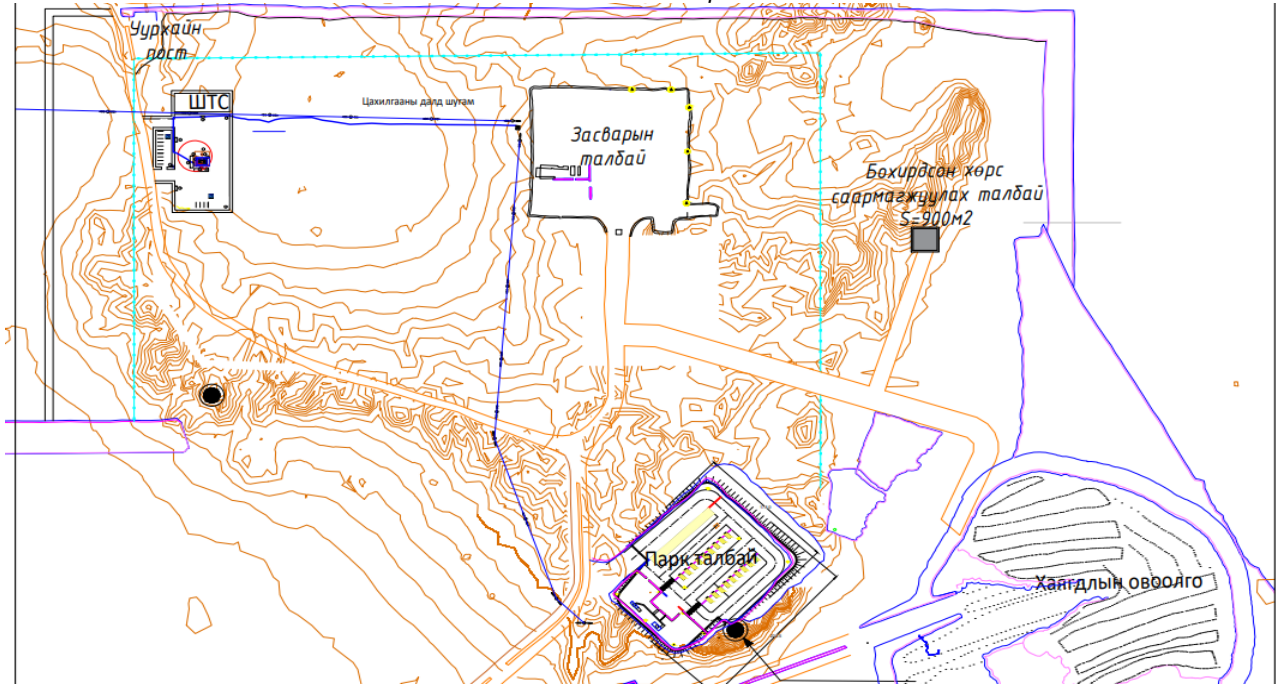 Уурхайн
пост
ШТС
Цахилгааны далд шугам
Засварын
талбай
Бохирдсон хөрс
саармагжуулах талбай
S=900м2
Парк талбай
Хаягдлын овоолго